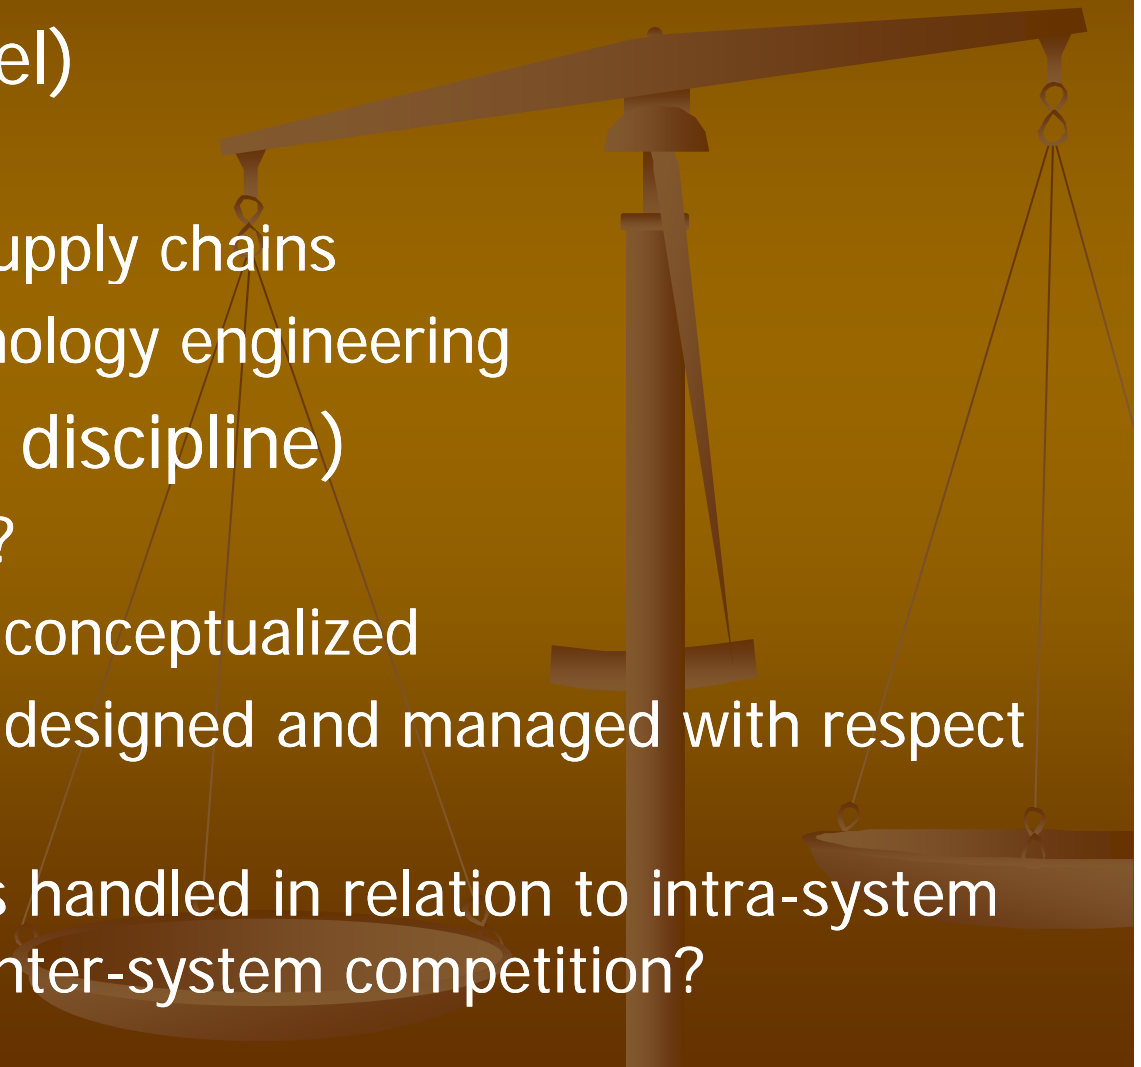 el)
upply chains
nology engineering
discipline)
?
conceptualized
designed and managed with respect
s handled in relation to intra-system
nter-system competition?